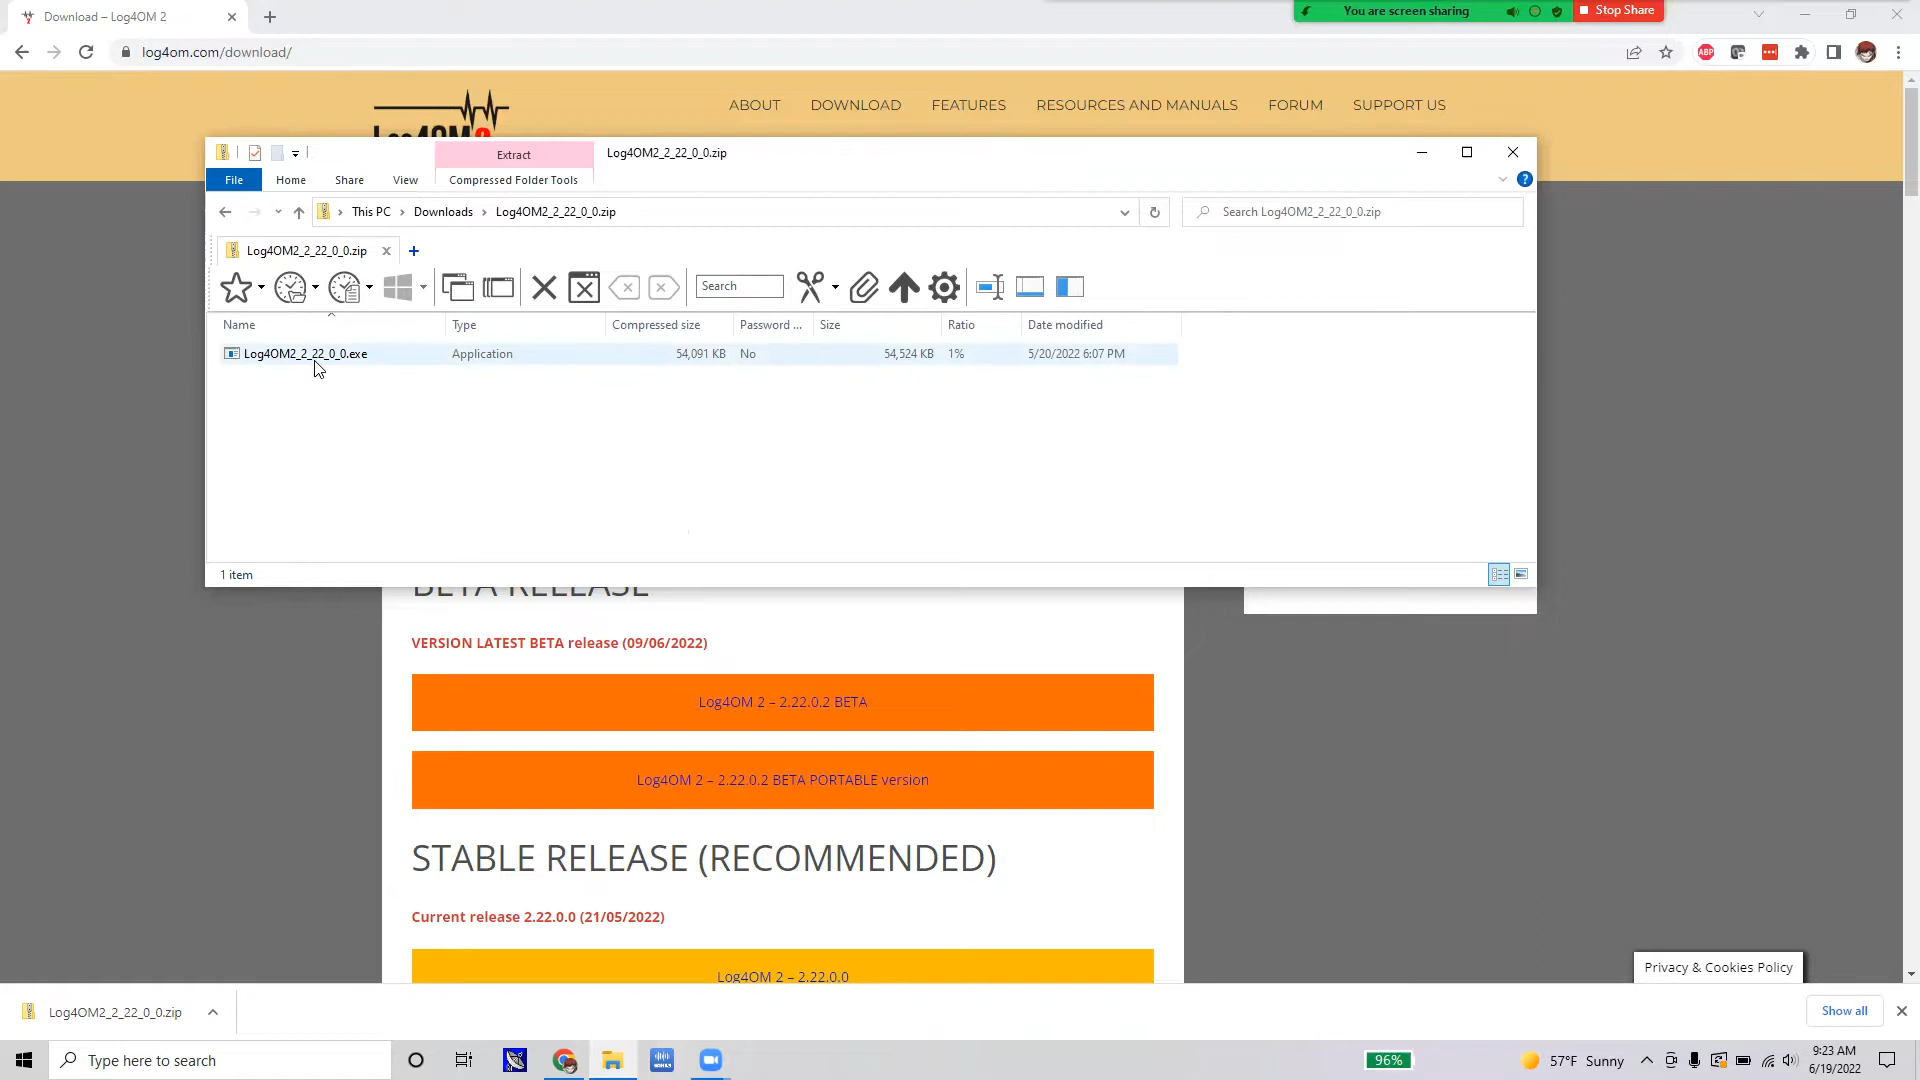 Download – Log4OM 2
You are screen sharing
Stop Share
log4om.com/download/
ABP
ABOUT
DOWNLOAD
FEATURES
RESOURCES AND MANUALS
FORUM
SUPPORT US
Extract
Log4OM2_2_22_0_0.zip
File
Home
Share
View
Compressed Folder Tools
This PC
Downloads
Log4OM2_2_22_0_0.zip
Search Log4OM2_2_22_0_0.zip
Log4OM2_2_22_0_0.zip
Search
Name
Type
Compressed size
Password ...
Size
Ratio
Date modified
Log4OM2_2_22_0_0.exe
Application
54,091 KB
No
54,524 KB
1%
5/20/2022 6:07 PM
1 item
BETA RELEASE
VERSION LATEST BETA release (09/06/2022)
Log4OM 2 – 2.22.0.2 BETA
Log4OM 2 – 2.22.0.2 BETA PORTABLE version
STABLE RELEASE (RECOMMENDED)
Current release 2.22.0.0 (21/05/2022)
Log4OM 2 – 2.22.0.0
Privacy & Cookies Policy
Log4OM2_2_22_0_0.zip
Show all
Type here to search
96%
57°F Sunny
9:23 AM
6/19/2022